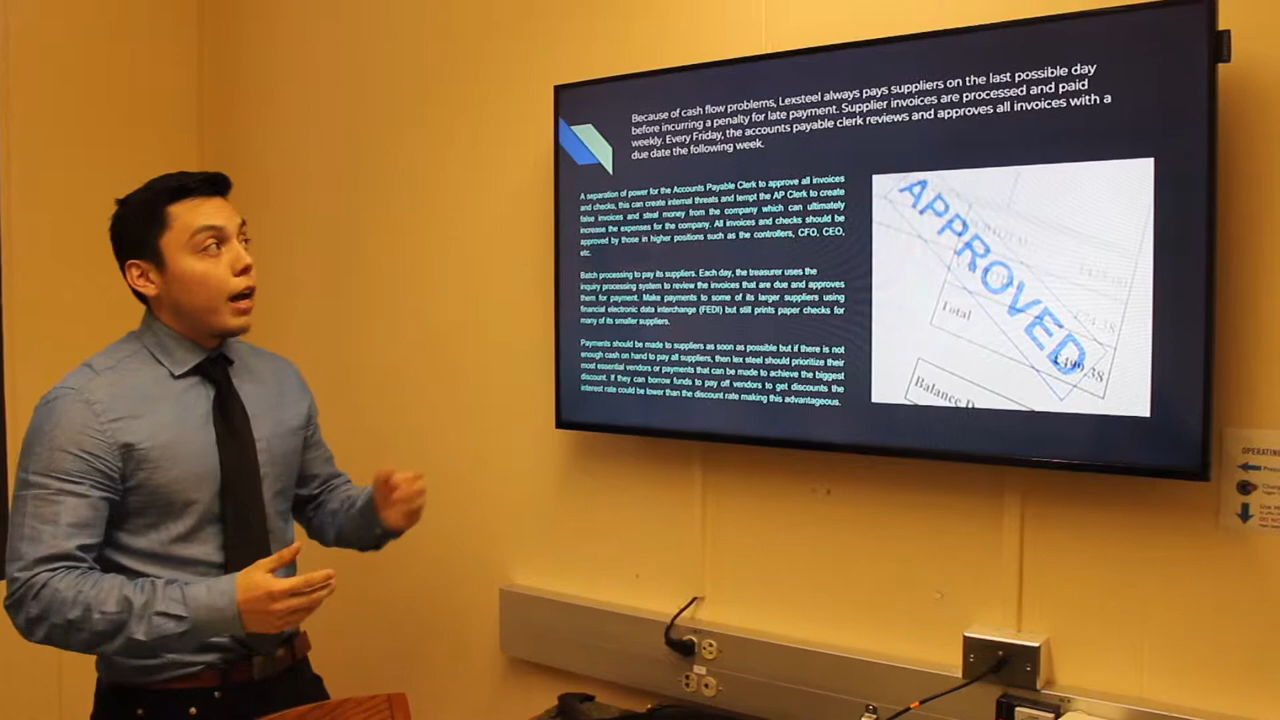 Because of cash flow problems, Lexsteel always pays suppliers on the last possible day
before incurring a penalty for late payment. Supplier invoices are processed and paid
weekly. Every Friday, the accounts payable clerk reviews and approves all invoices with a
due date the following week.
A separation of power for the Accounts Payable Clerk to approve all invoices
and checks, this can create internal threats and tempt the AP Clerk to create
false invoices and steal money from the company which can ultimately
increase the expenses for the company. All invoices and checks should be
approved by those in higher positions such as the controllers, CFO, CEO,
etc.
Batch processing to pay its suppliers. Each day, the treasurer uses the
inquiry processing system to review the invoices that are due and approves
them for payment. Make payments to some of its larger suppliers using
financial electronic data interchange (FEDI) but still prints paper checks for
many of its smaller suppliers.
Payments should be made to suppliers as soon as possible but if there is not
enough cash on hand to pay all suppliers, then lex steel should prioritize their
most essential vendors or payments that can be made to achieve the biggest
discount. If they can borrow funds to pay off vendors to get discounts the
interest rate could be lower than the discount rate making this advantageous.
APPROVED
£74.38
Total
£499.38
Balance D
OPERATING